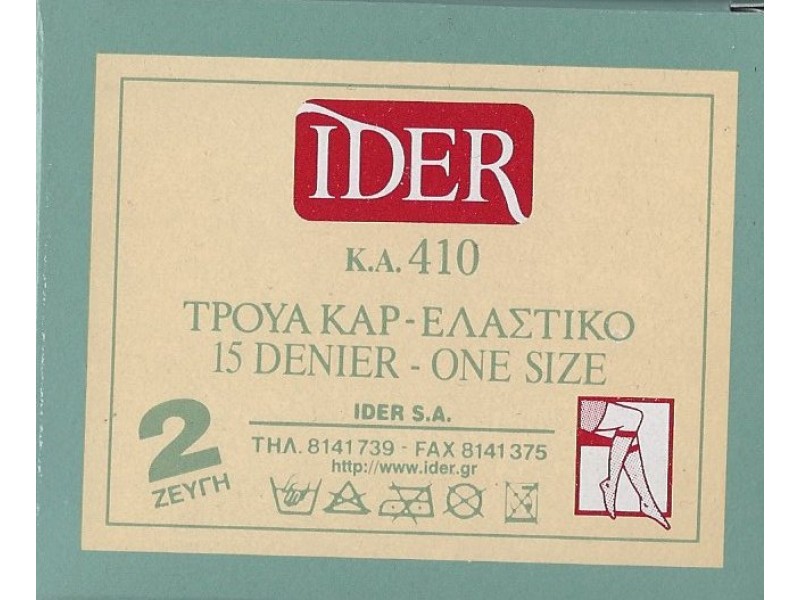 IDER
Κ.Α. 410
ΤΡΟΥΑ ΚΑΡ - ΕΛΑΣΤΙΚΟ
15 DENIER - ONE SIZE
IDER S.A.
ΤΗΛ. 8141739 - FAX 8141375
http://www.ider.gr
2
ΖΕΥΓΗ